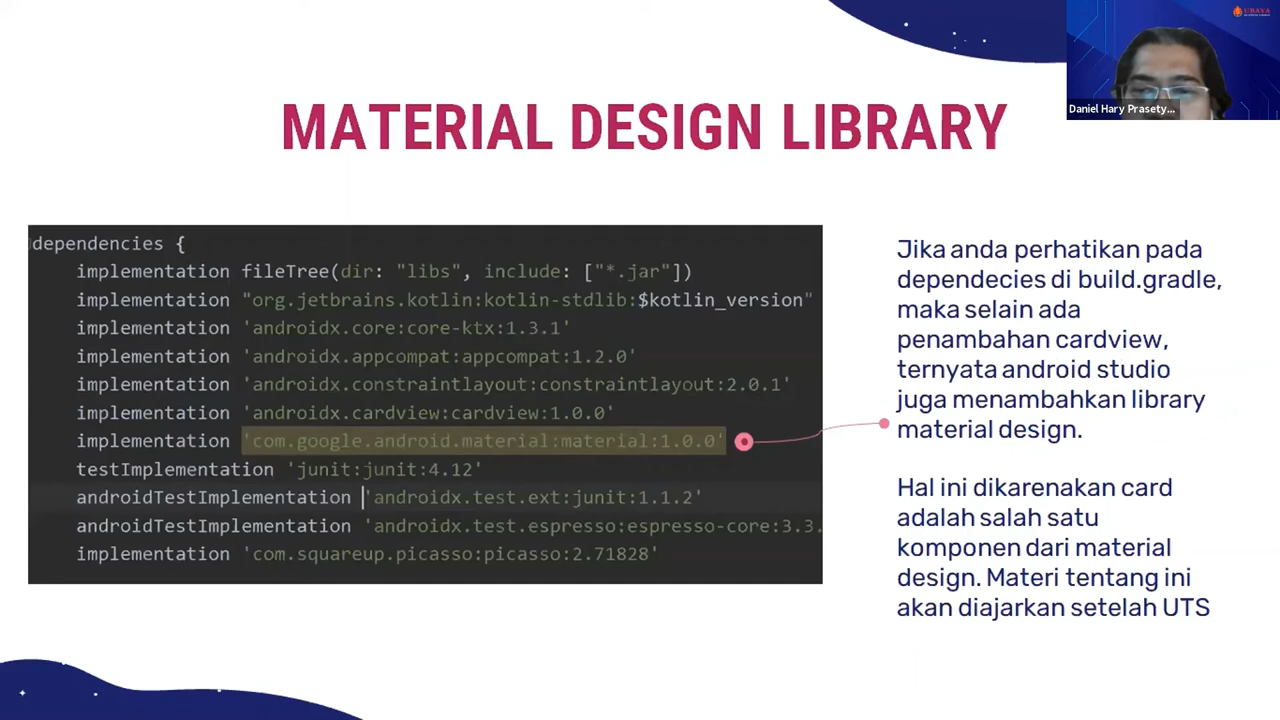 UBAYA
Daniel Hary Prasety...
MATERIAL DESIGN LIBRARY
dependencies {
implementation fileTree(dir: "libs", include: ["*.jar"])
implementation "org.jetbrains.kotlin:kotlin-stdlib:$kotlin_version"
implementation 'androidx.core:core-ktx:1.3.1'
implementation 'androidx.appcompat:appcompat:1.2.0'
implementation 'androidx.constraintlayout:constraintlayout:2.0.1'
implementation 'androidx.cardview:cardview:1.0.0'
implementation 'com.google.android.material:material:1.0.0'
testImplementation 'junit:junit:4.12'
androidTestImplementation 'androidx.test.ext:junit:1.1.2'
androidTestImplementation 'androidx.test.espresso:espresso-core:3.3.
implementation 'com.squareup.picasso:picasso:2.71828'
Jika anda perhatikan pada
dependecies di build.gradle,
maka selain ada
penambahan cardview,
ternyata android studio
juga menambahkan library
material design.
Hal ini dikarenakan card
adalah salah satu
komponen dari material
design. Materi tentang ini
akan diajarkan setelah UTS